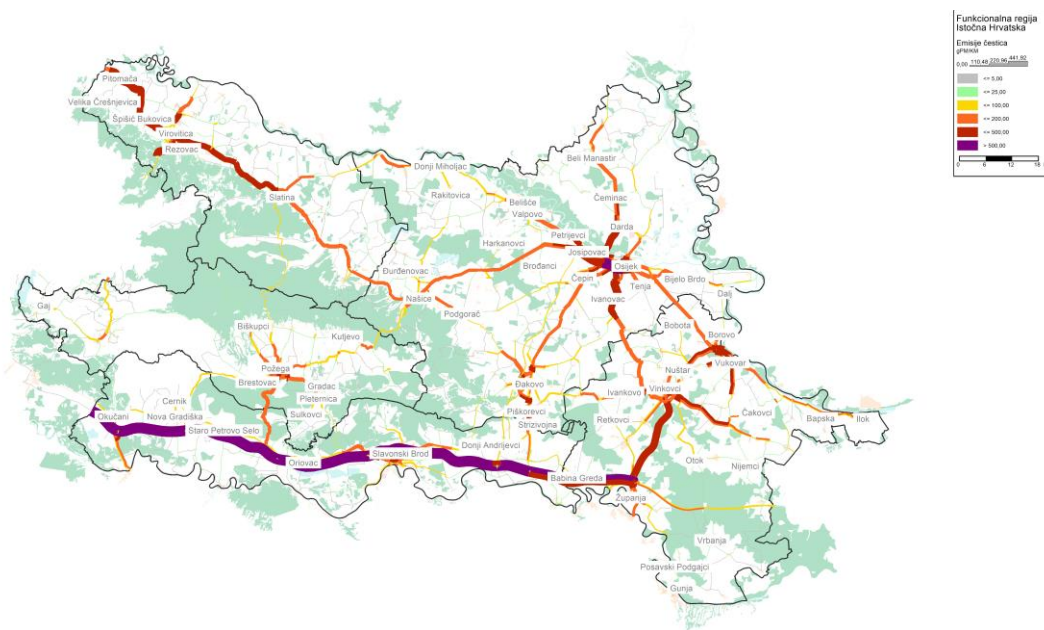 Funkcionalna regija
Istočna Hrvatska
Emisije čestica
gPM/KM
0,00 110,46 220,96 441,92
<= 5,00
<= 25,00
<= 100,00
<= 200,00
<= 500,00
> 500,00
0 6 12 18
Pitomača
Velika Črešnjevica
Špišić Bukovica
Virovitica
Rezovac
Slatina
Donji Miholjac
Rakitovica
Belišće
Valpovo
Beli Manastir
Čeminac
Darda
Petrijevci
Josipovac
Osijek
Harkanovci
Brođanci
Čepin
Tenja
Bijelo Brdo
Dalj
Đurđenovac
Našice
Podgorač
Ivanovac
Bobota
Borovo
Vukovar
Nuštar
Gaj
Biškupci
Kutjevo
Požega
Brestovac
Gradac
Pleternica
Sulkovci
Đakovo
Piškorevci
Strizivojna
Ivankovo
Vinkovci
Retkovci
Čakovci
Bapska
Ilok
Cernik
Okučani
Nova Gradiška
Staro Petrovo Selo
Oriovac
Slavonski Brod
Donji Andrijevci
Babina Greda
Otok
Nijemci
Županja
Vrbanja
Posavski Podgajci
Gunja